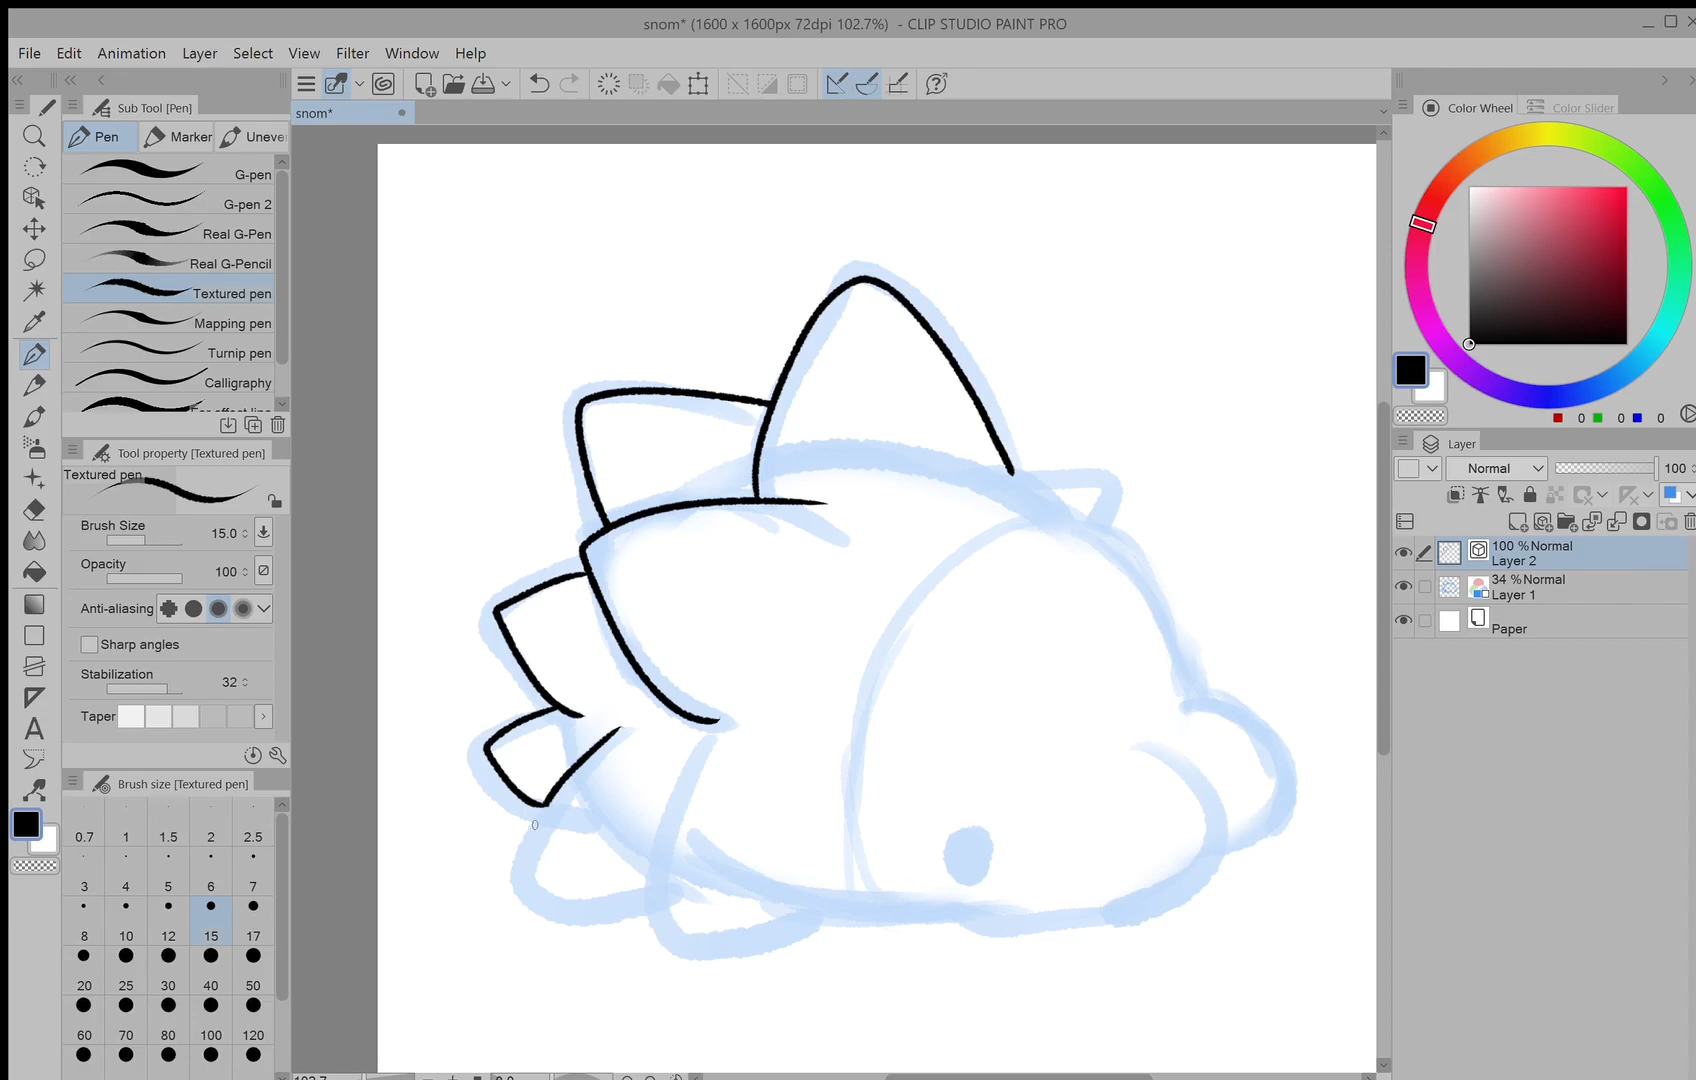 snom* (1600 x 1600px 72dpi 102.7%) - CLIP STUDIO PAINT PRO
File Edit Animation Layer Select View Filter Window Help
Sub Tool [Pen]
snom*
Color Wheel Color Slider
Pen Marker Uneve
G-pen
G-pen 2
Real G-Pen
Real G-Pencil
Textured pen
Mapping pen
Turnip pen
Calligraphy
0 0 0
Tool property [Textured pen]
Layer
Textured pen
Normal 100
Brush Size 15.0
Opacity 100
Anti-aliasing
Sharp angles
Stabilization 32
Taper
100 % Normal
Layer 2
34 % Normal
Layer 1
Paper
Brush size [Textured pen]
0.7 1 1.5 2 2.5
3 4 5 6 7
8 10 12 15 17
20 25 30 40 50
60 70 80 100 120
A